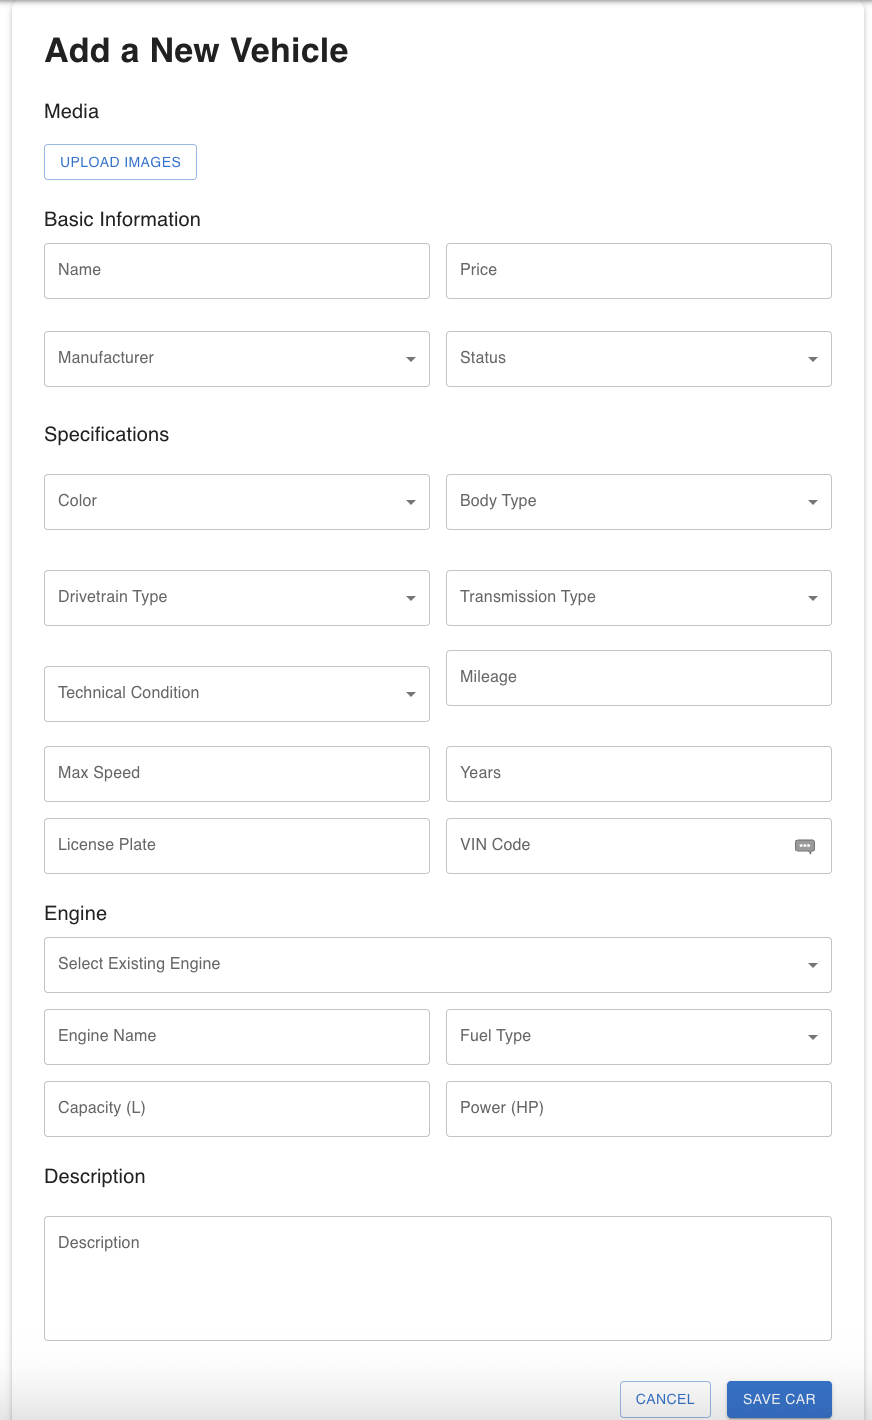 Add a New Vehicle
Media
UPLOAD IMAGES
Basic Information
Name
Price
Manufacturer
Status
Specifications
Color
Body Type
Drivetrain Type
Transmission Type
Technical Condition
Mileage
Max Speed
Years
License Plate
VIN Code
Engine
Select Existing Engine
Engine Name
Fuel Type
Capacity (L)
Power (HP)
Description
Description
CANCEL
SAVE CAR